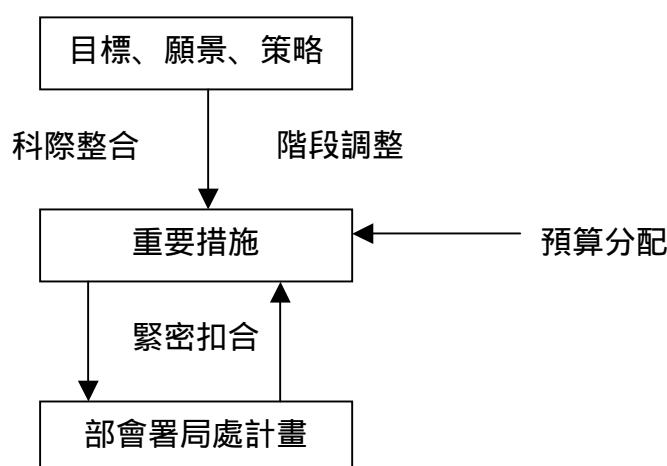 目標、願景、策略
科際整合
階段調整
重要措施
預算分配
緊密扣合
部會署局處計畫